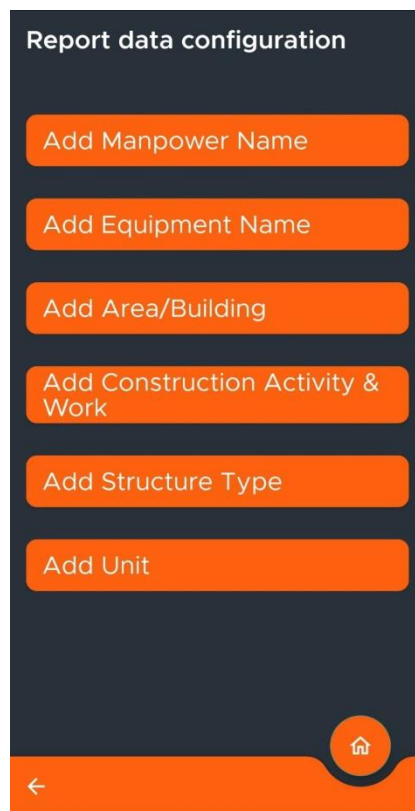 Report data configuration
Add Manpower Name
Add Equipment Name
Add Area/Building
Add Construction Activity &
Work
Add Structure Type
Add Unit